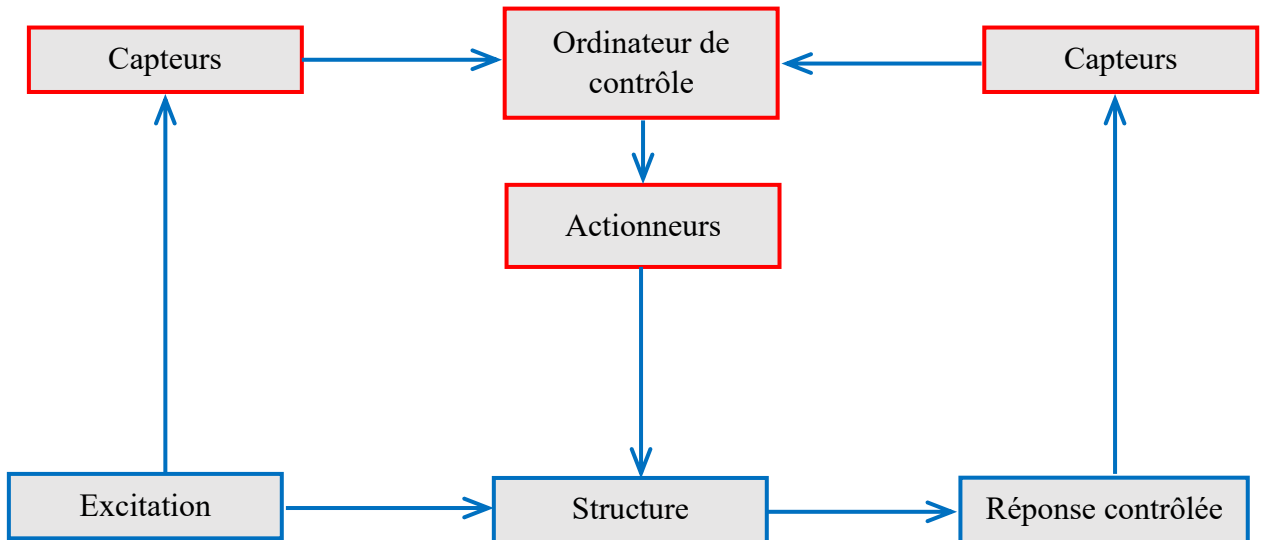 Capteurs
Ordinateur de
contrôle
Capteurs
Actionneurs
Excitation
Structure
Réponse contrôlée